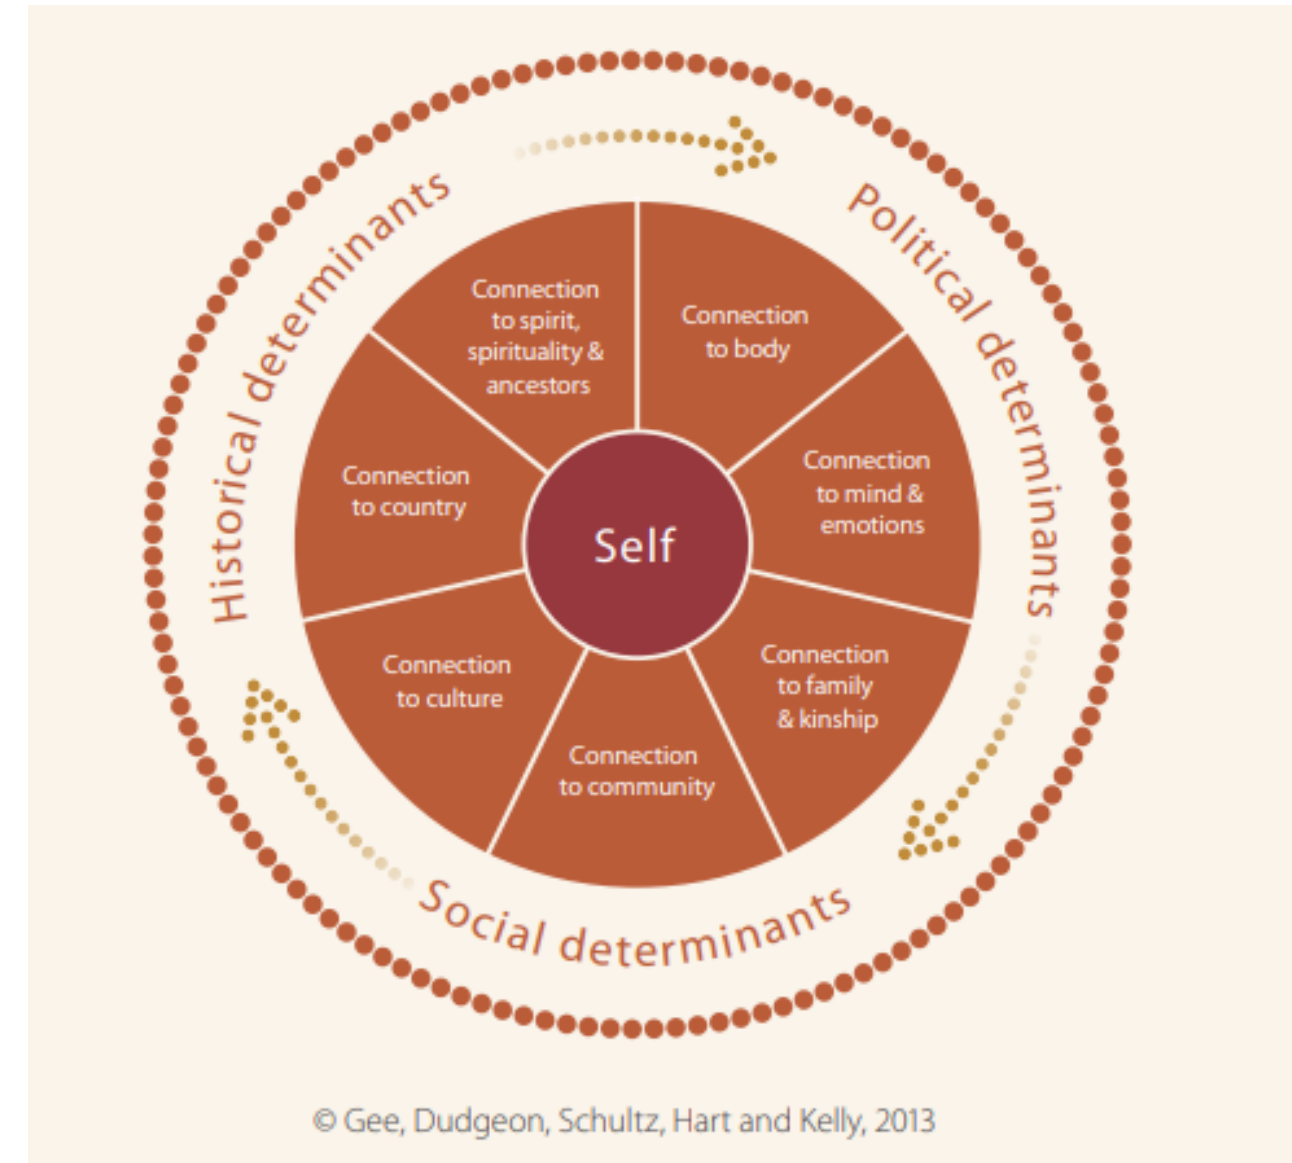 Historical determinants
Political determinants
Connection
to spirit,
spirituality &
ancestors
Connection
to body
Connection
to country
Connection
to mind &
emotions
Self
Connection
to culture
Connection
to family
& kinship
Connection
to community
Social determinants
© Gee, Dudgeon, Schultz, Hart and Kelly, 2013